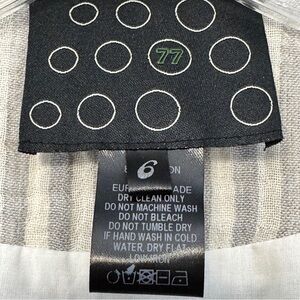 77
6
DRY CLEAN ONLY
DO NOT MACHINE WASH
DO NOT BLEACH
DO NOT TUMBLE DRY
IF HAND WASH IN COLD
WATER, DRY FLAT
LOW IRON